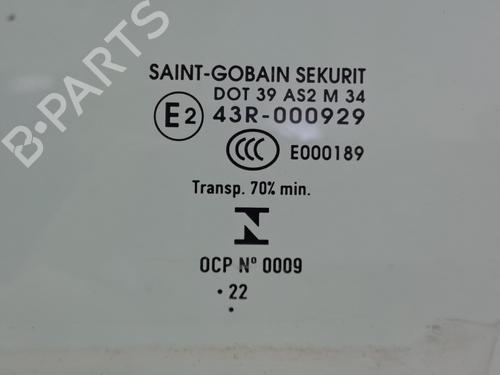 B-PARTS
SAINT-GOBAIN SEKURIT
DOT 39 AS2 M 34
E2 43R-000929
CCC E000189
Transp. 70% min.
N
OCP Nº 0009
· 22
·